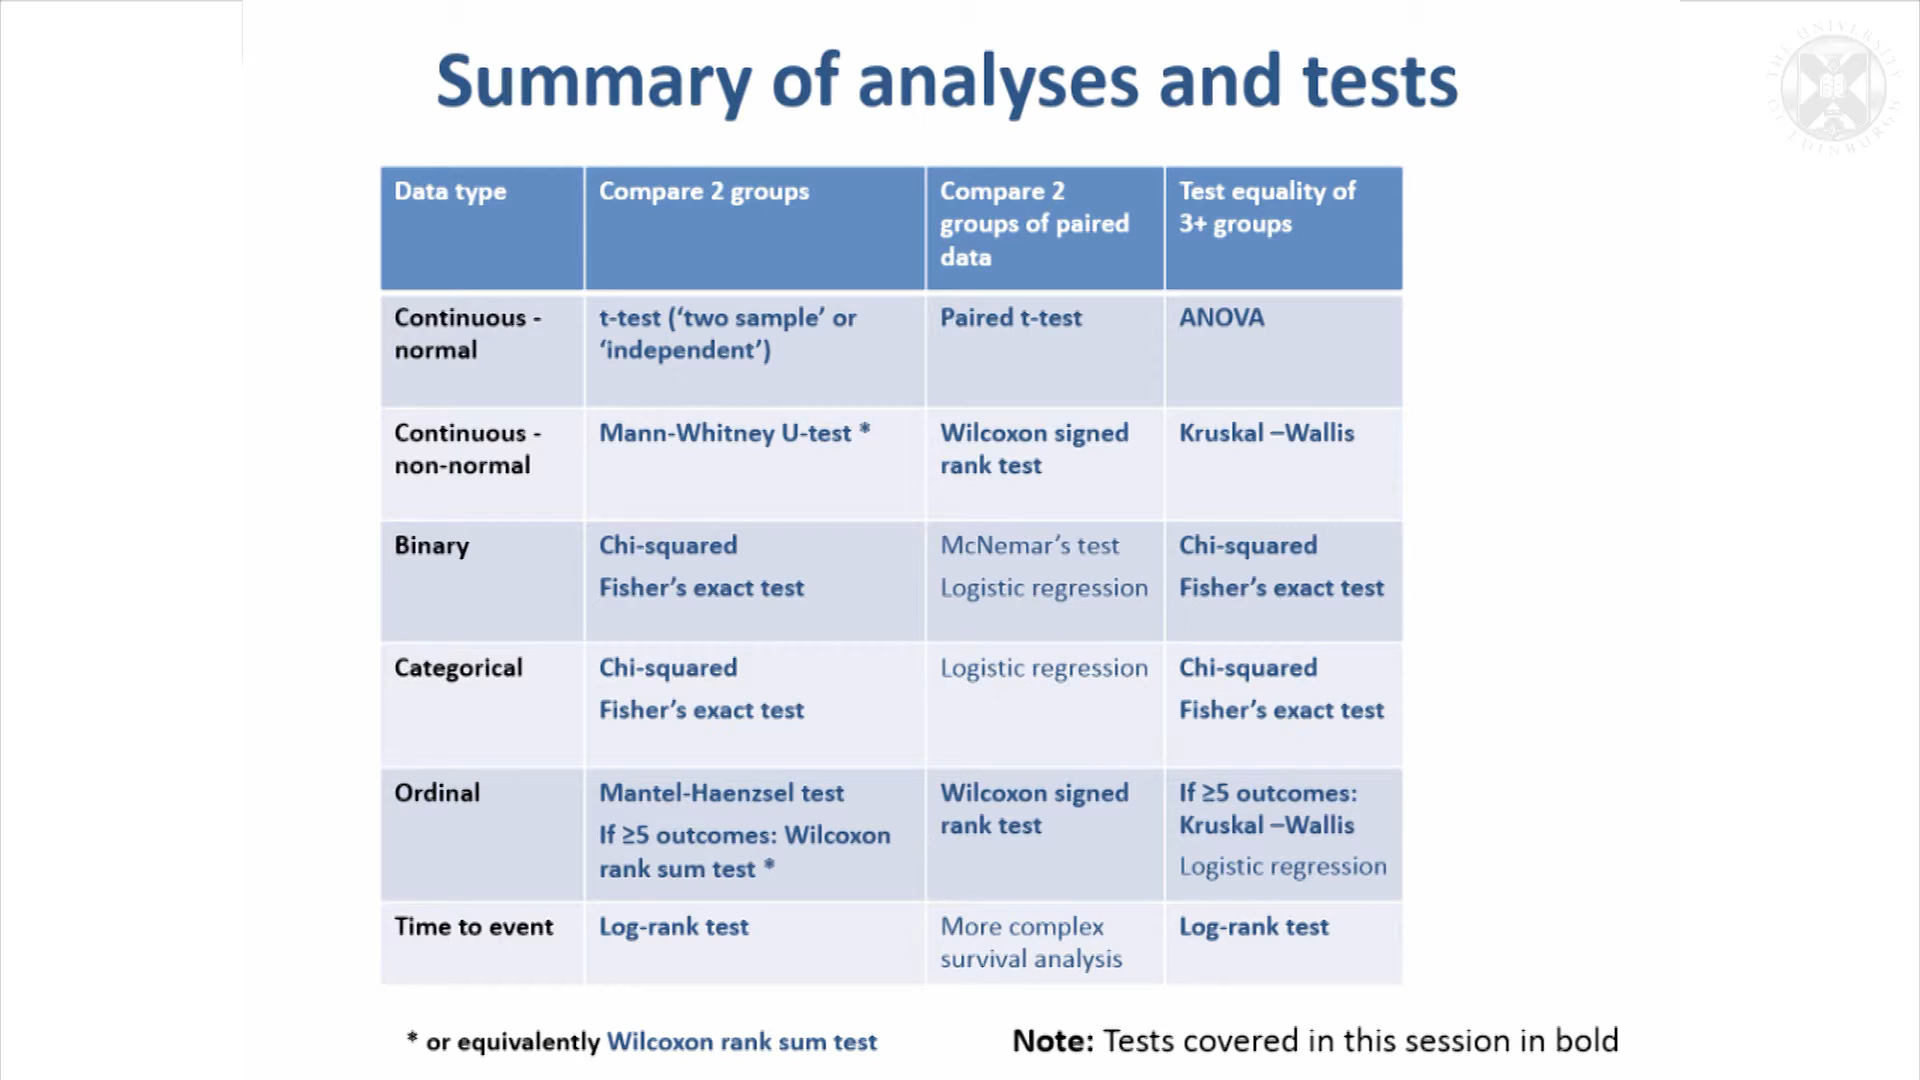 THE UNIVERSITY
OF EDINBURGH
Summary of analyses and tests
Data type
Compare 2 groups
Compare 2
groups of paired
data
Test equality of
3+ groups
Continuous -
normal
t-test (‘two sample’ or
‘independent’)
Paired t-test
ANOVA
Continuous -
non-normal
Mann-Whitney U-test *
Wilcoxon signed
rank test
Kruskal –Wallis
Binary
Chi-squared
Fisher’s exact test
McNemar’s test
Logistic regression
Chi-squared
Fisher’s exact test
Categorical
Chi-squared
Fisher’s exact test
Logistic regression
Chi-squared
Fisher’s exact test
Ordinal
Mantel-Haenzsel test
If ≥5 outcomes: Wilcoxon
rank sum test *
Wilcoxon signed
rank test
If ≥5 outcomes:
Kruskal –Wallis
Logistic regression
Time to event
Log-rank test
More complex
survival analysis
Log-rank test
* or equivalently Wilcoxon rank sum test
Note: Tests covered in this session in bold